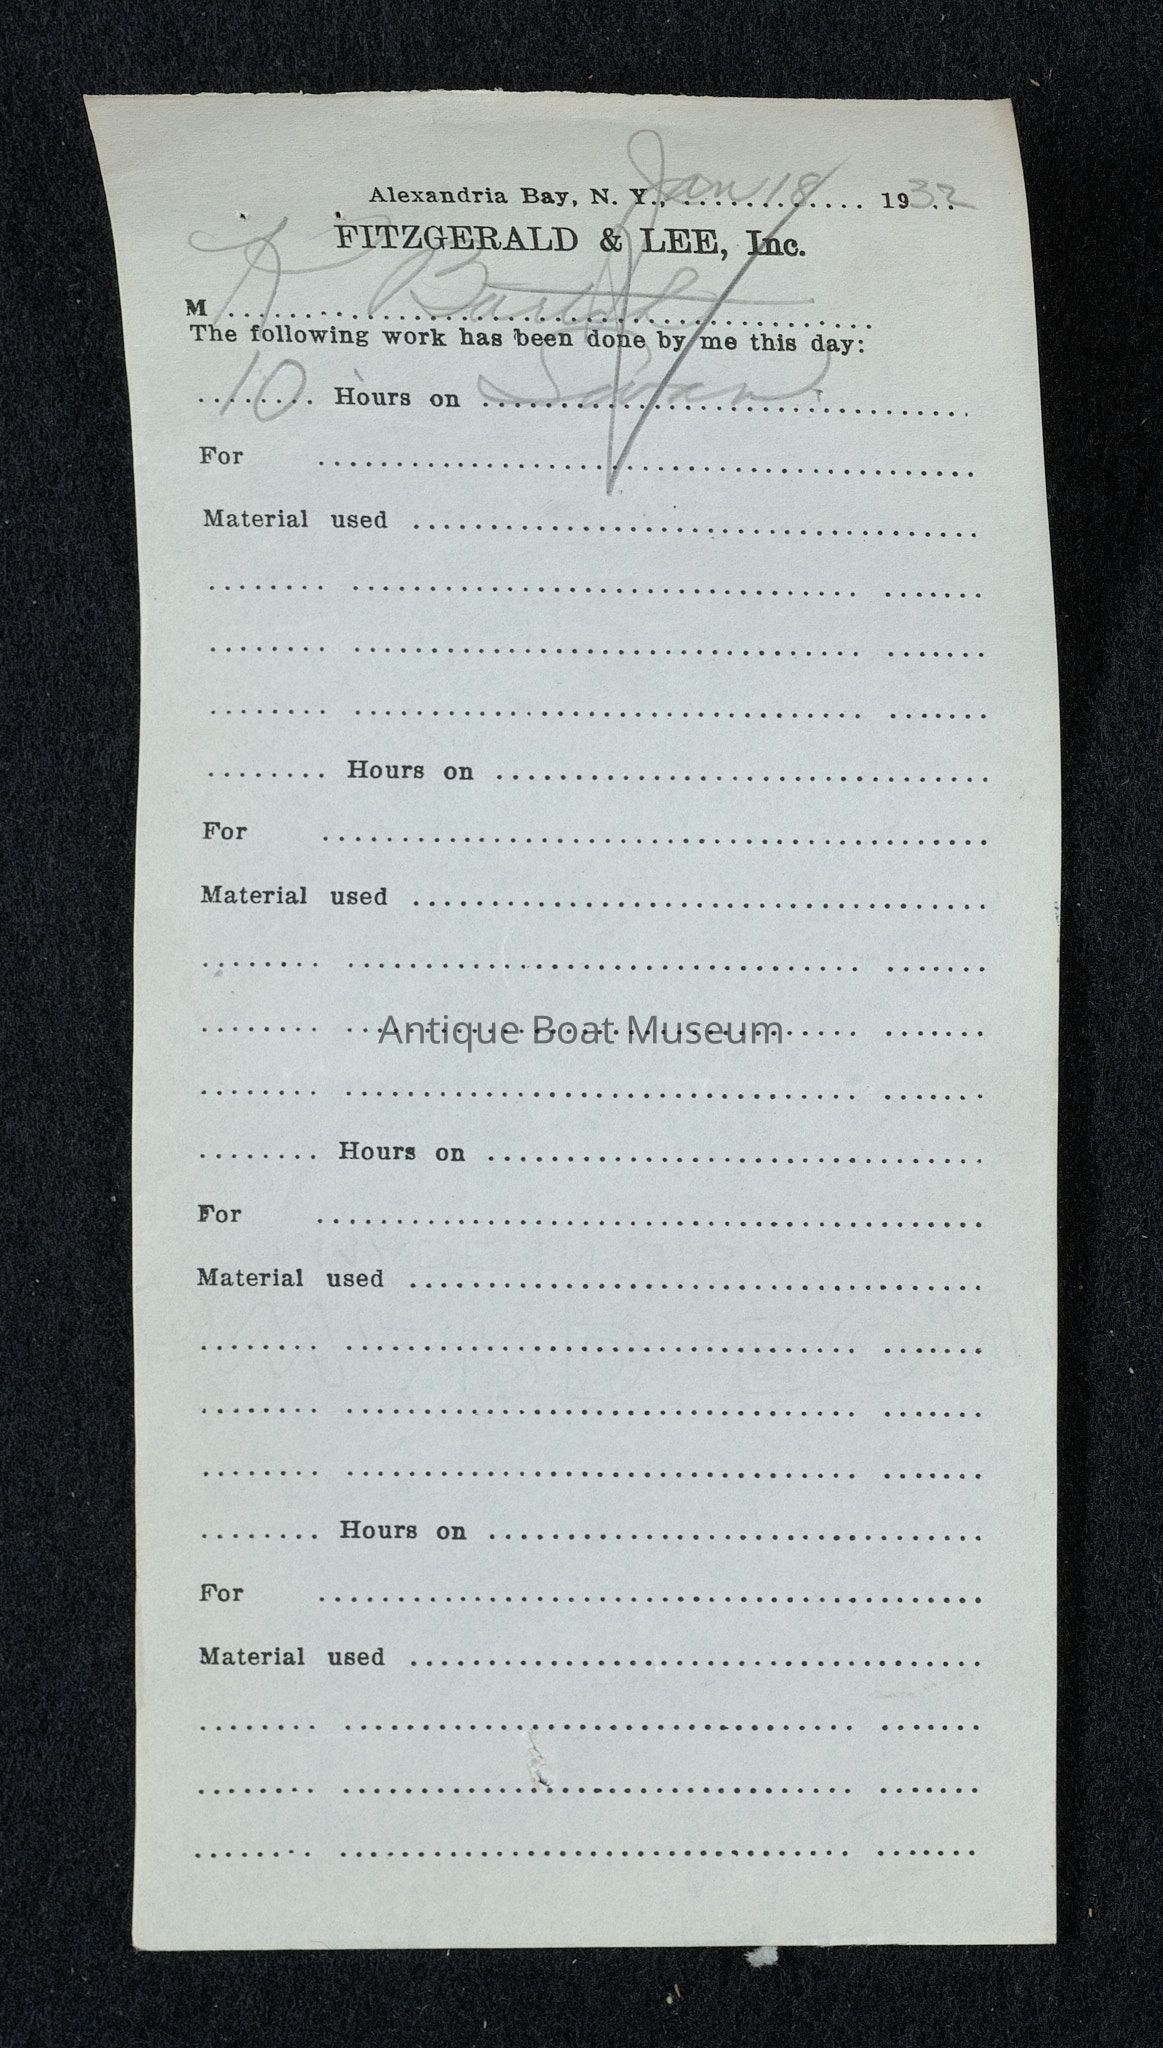 Alexandria Bay, N. Y., Jan 18 1932
FITZGERALD & LEE, Inc.
M
The following work has been done by me this day:
10 Hours on Swan
For
Material used
Hours on
For
Material used
Antique Boat Museum
Hours on
For
Material used
Hours on
For
Material used